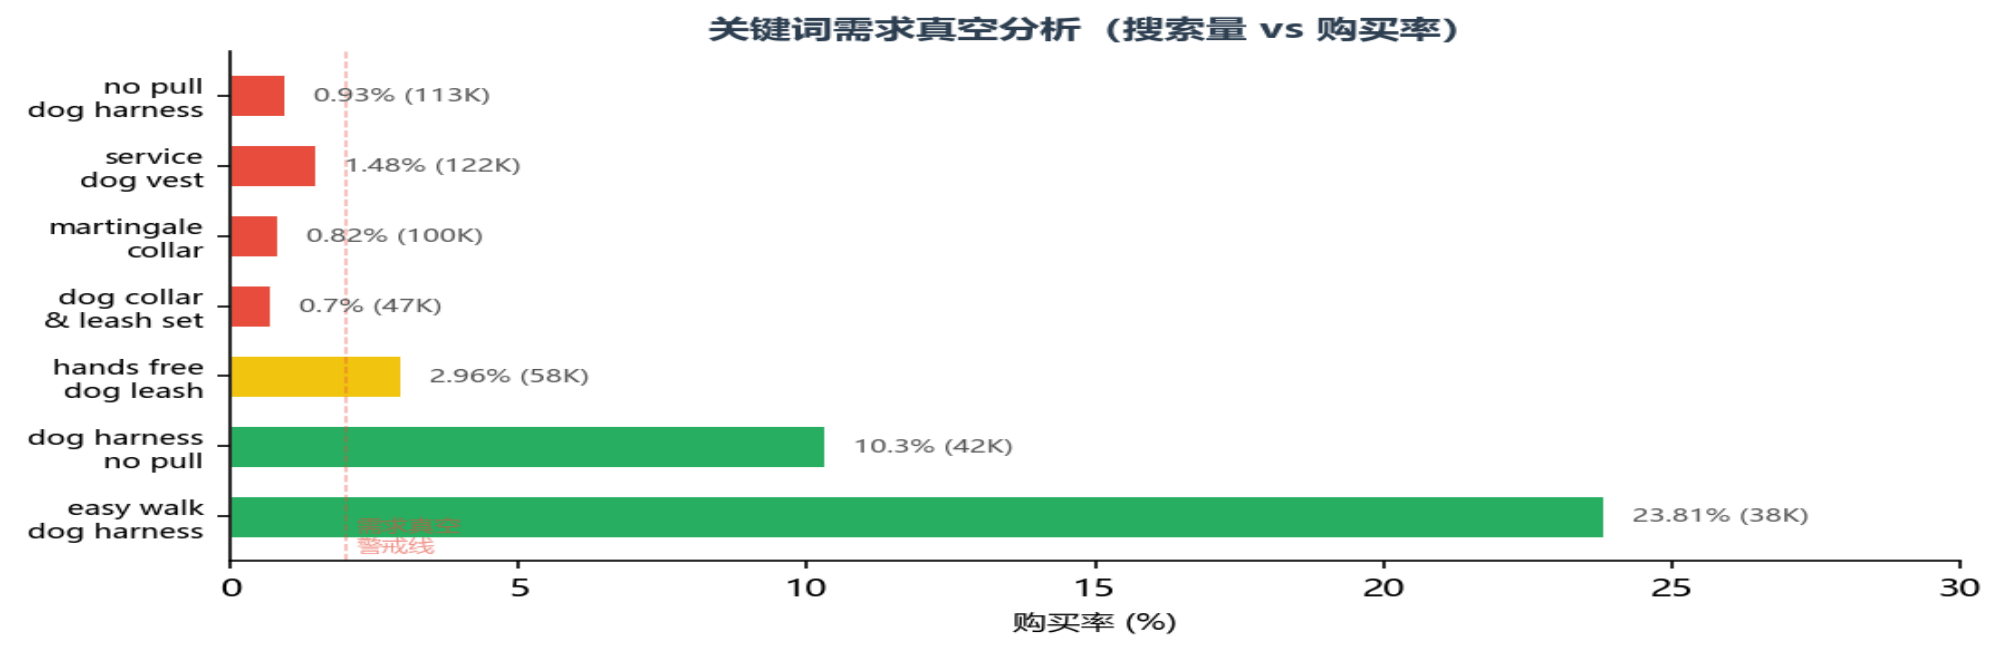 关键词需求真空分析（搜索量 vs 购买率）
no pull
dog harness
0.93% (113K)
service
dog vest
1.48% (122K)
martingale
collar
0.82% (100K)
dog collar
& leash set
0.7% (47K)
hands free
dog leash
2.96% (58K)
dog harness
no pull
10.3% (42K)
easy walk
dog harness
23.81% (38K)
需求真空
警戒线
0 5 10 15 20 25 30
购买率 (%)